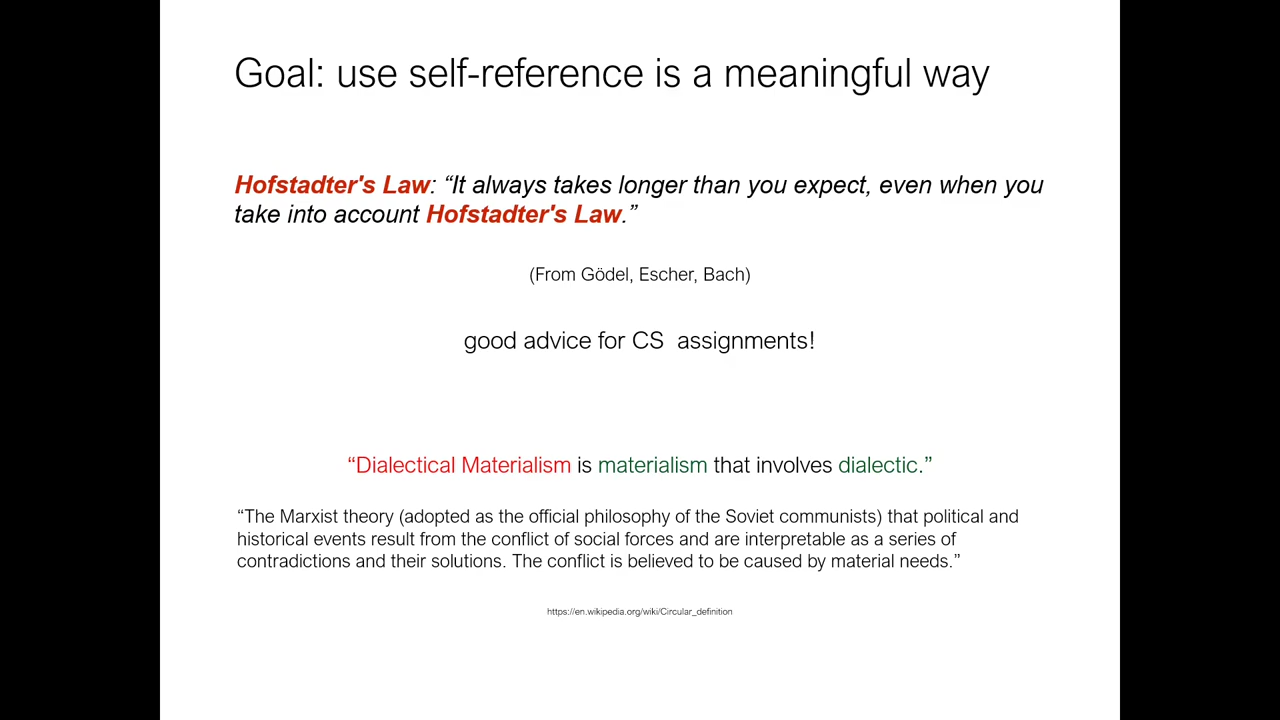 Goal: use self-reference is a meaningful way
Hofstadter's Law: “It always takes longer than you expect, even when you
take into account Hofstadter's Law.”
(From Gödel, Escher, Bach)
good advice for CS  assignments!
“Dialectical Materialism is materialism that involves dialectic.”
“The Marxist theory (adopted as the official philosophy of the Soviet communists) that political and
historical events result from the conflict of social forces and are interpretable as a series of
contradictions and their solutions. The conflict is believed to be caused by material needs.”
https://en.wikipedia.org/wiki/Circular_definition